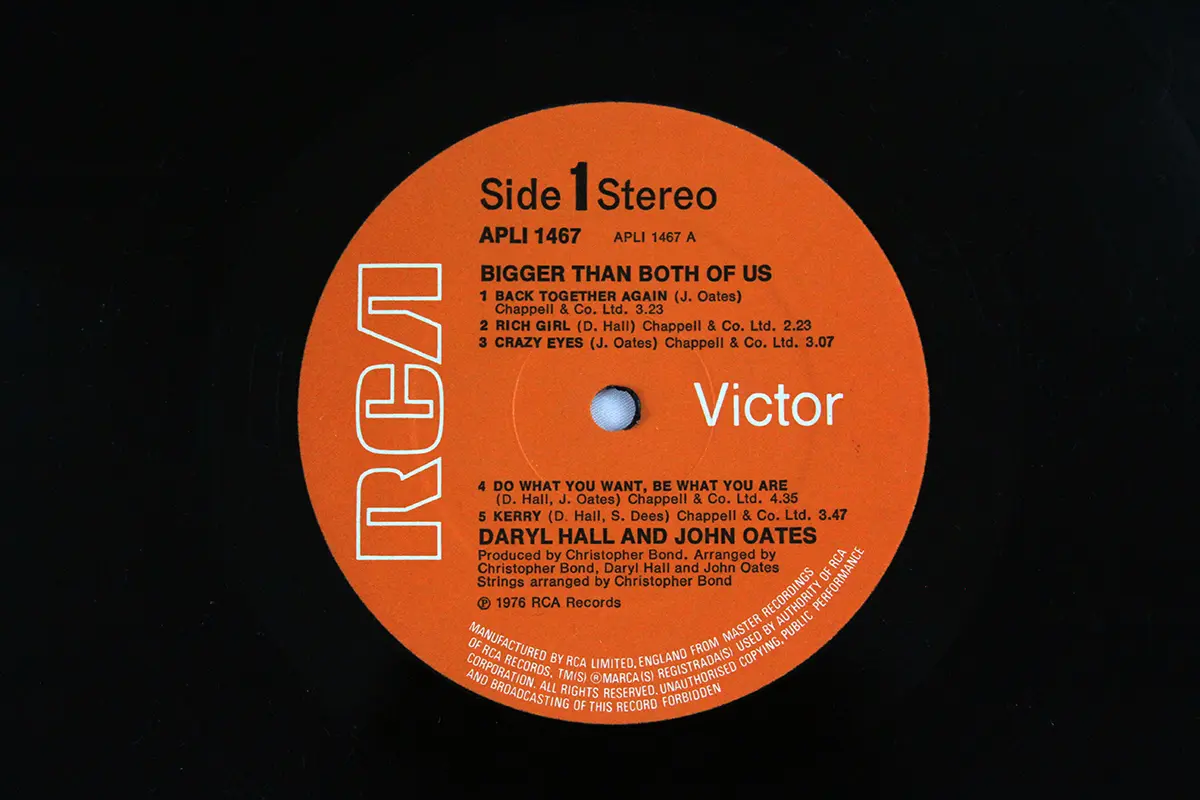 Side 1 Stereo
APLI 1467 APLI 1467 A
BIGGER THAN BOTH OF US
1 BACK TOGETHER AGAIN (J. Oates)
Chappell & Co. Ltd. 3.23
2 RICH GIRL (D. Hall) Chappell & Co. Ltd. 2.23
3 CRAZY EYES (J. Oates) Chappell & Co. Ltd. 3.07
RCA
Victor
4 DO WHAT YOU WANT, BE WHAT YOU ARE
(D. Hall, J. Oates) Chappell & Co. Ltd. 4.35
5 KERRY (D. Hall, S. Dees) Chappell & Co. Ltd. 3.47
DARYL HALL AND JOHN OATES
Produced by Christopher Bond. Arranged by
Christopher Bond, Daryl Hall and John Oates
Strings arranged by Christopher Bond
℗ 1976 RCA Records
MANUFACTURED BY RCA LIMITED, ENGLAND FROM MASTER RECORDINGS
OF RCA RECORDS. TM(S) ® MARCA(S) REGISTRADA(S) USED BY AUTHORITY OF RCA
CORPORATION. ALL RIGHTS RESERVED. UNAUTHORISED COPYING, PUBLIC PERFORMANCE
AND BROADCASTING OF THIS RECORD FORBIDDEN